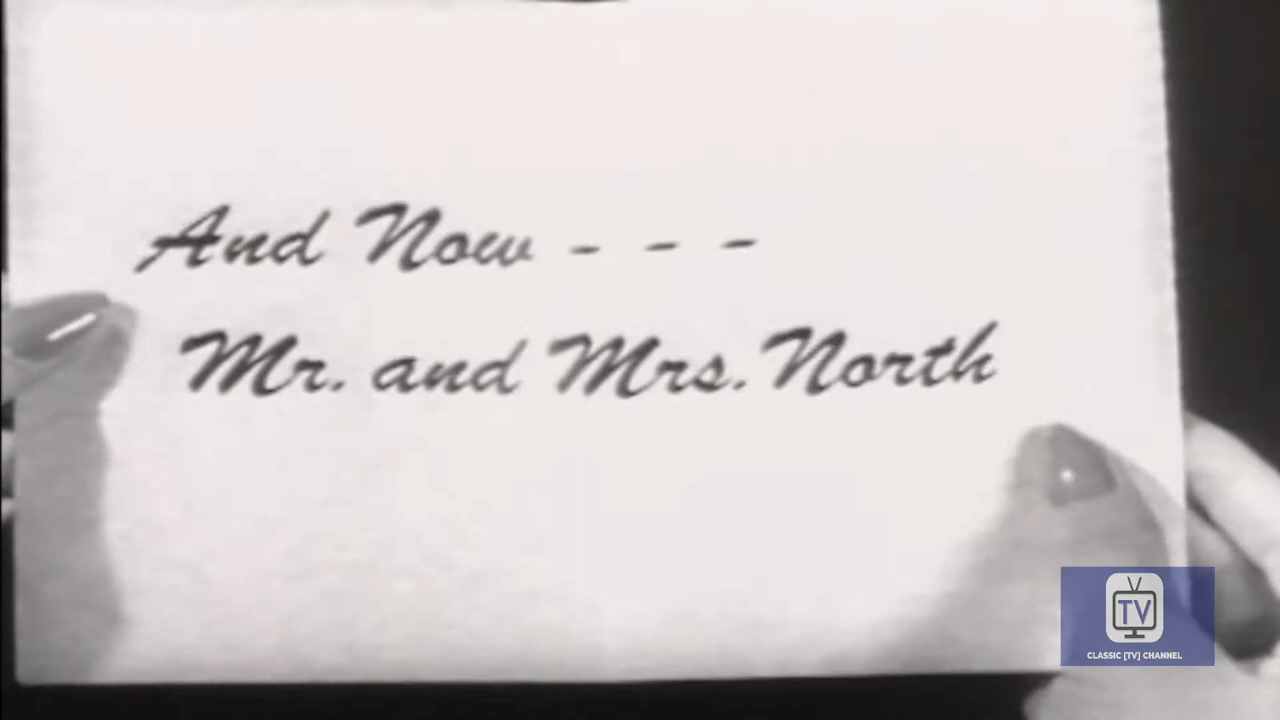 And Now - - -
Mr. and Mrs. North
TV
CLASSIC [TV] CHANNEL